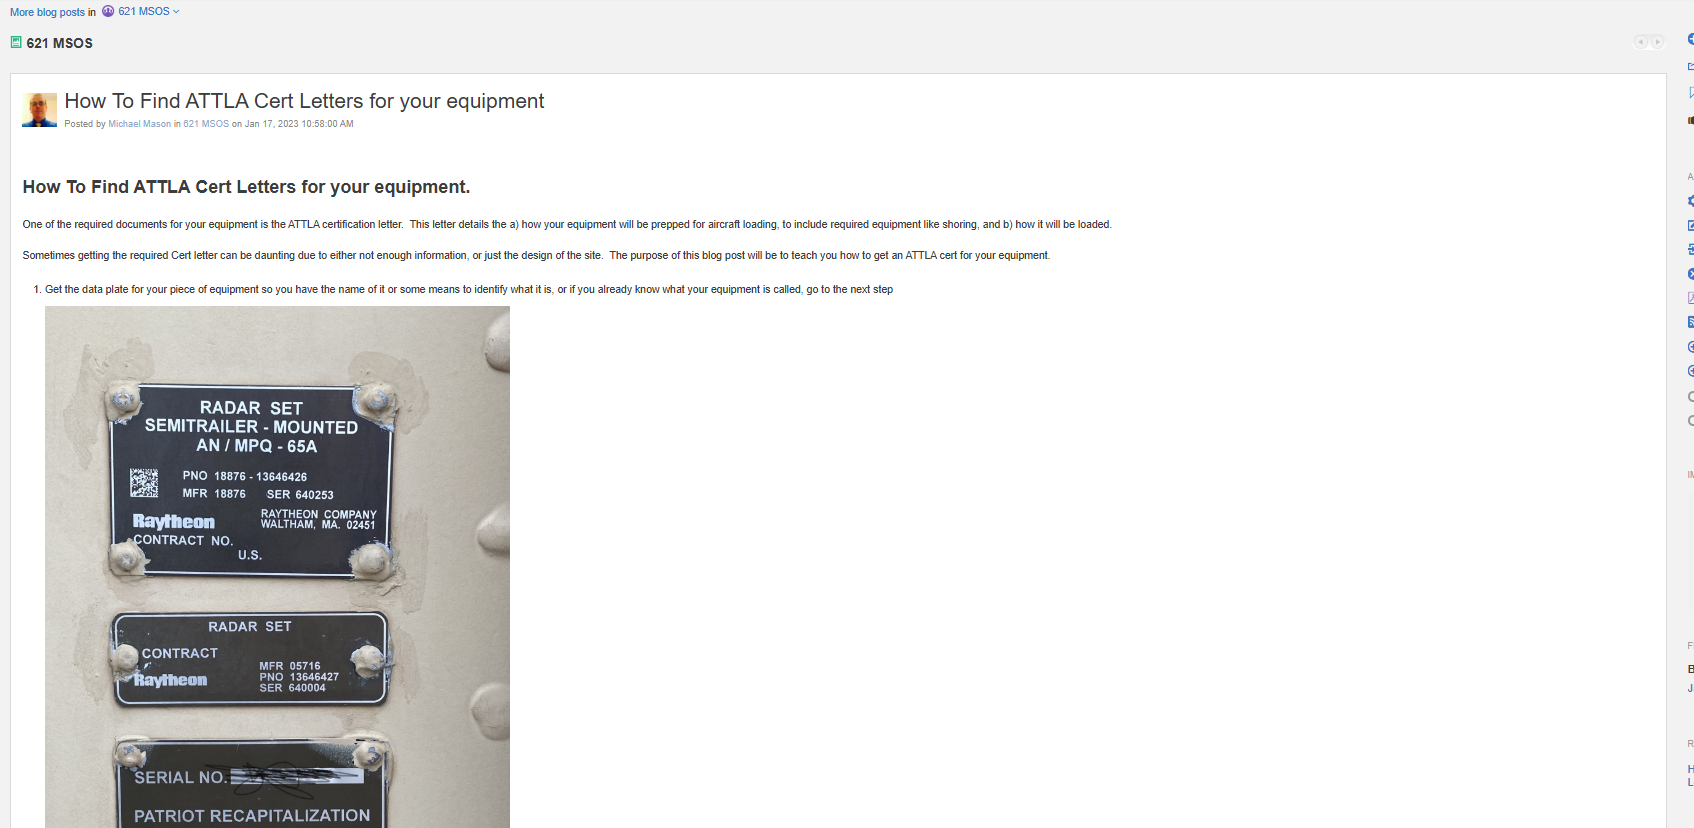 More blog posts in 621 MSOS
621 MSOS
How To Find ATTLA Cert Letters for your equipment
Posted by Michael Mason in 621 MSOS on Jan 17, 2023 10:58:00 AM
How To Find ATTLA Cert Letters for your equipment.
One of the required documents for your equipment is the ATTLA certification letter.  This letter details the a) how your equipment will be prepped for aircraft loading, to include required equipment like shoring, and b) how it will be loaded.
Sometimes getting the required Cert letter can be daunting due to either not enough information, or just the design of the site.  The purpose of this blog post will be to teach you how to get an ATTLA cert for your equipment.
1. Get the data plate for your piece of equipment so you have the name of it or some means to identify what it is, or if you already know what your equipment is called, go to the next step
RADAR SET
SEMITRAILER - MOUNTED
AN / MPQ - 65A
PNO 18876 - 13646426
MFR 18876 SER 640253
Raytheon
RAYTHEON COMPANY
WALTHAM, MA. 02451
CONTRACT NO.
U.S.
RADAR SET
CONTRACT
Raytheon
MFR 05716
PNO 13646427
SER 640004
SERIAL NO.
PATRIOT RECAPITALIZATION